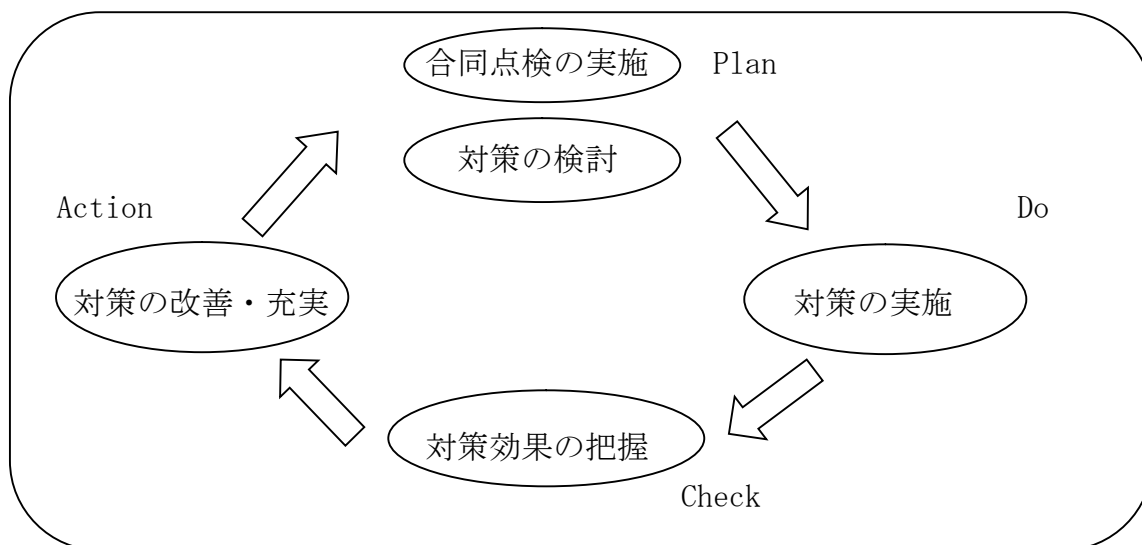 合同点検の実施
Plan
対策の検討
Action
Do
対策の改善・充実
対策の実施
対策効果の把握
Check